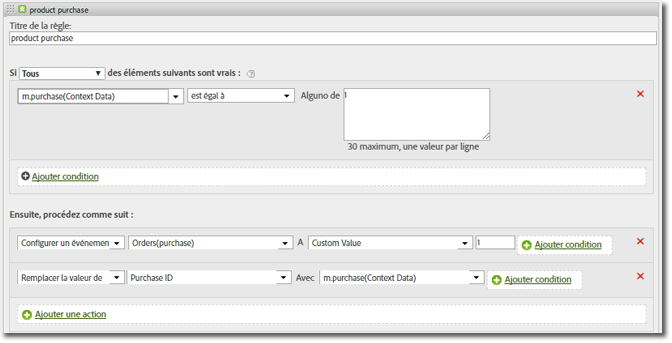 product purchase
Titre de la règle:
product purchase
Si Tous des éléments suivants sont vrais : ?
m.purchase(Context Data) est égal à Alguno de 1
30 maximum, une valeur par ligne
Ajouter condition
Ensuite, procédez comme suit :
Configurer un événemen Orders(purchase) A Custom Value 1 Ajouter condition
Remplacer la valeur de Purchase ID Avec m.purchase(Context Data) Ajouter condition
Ajouter une action